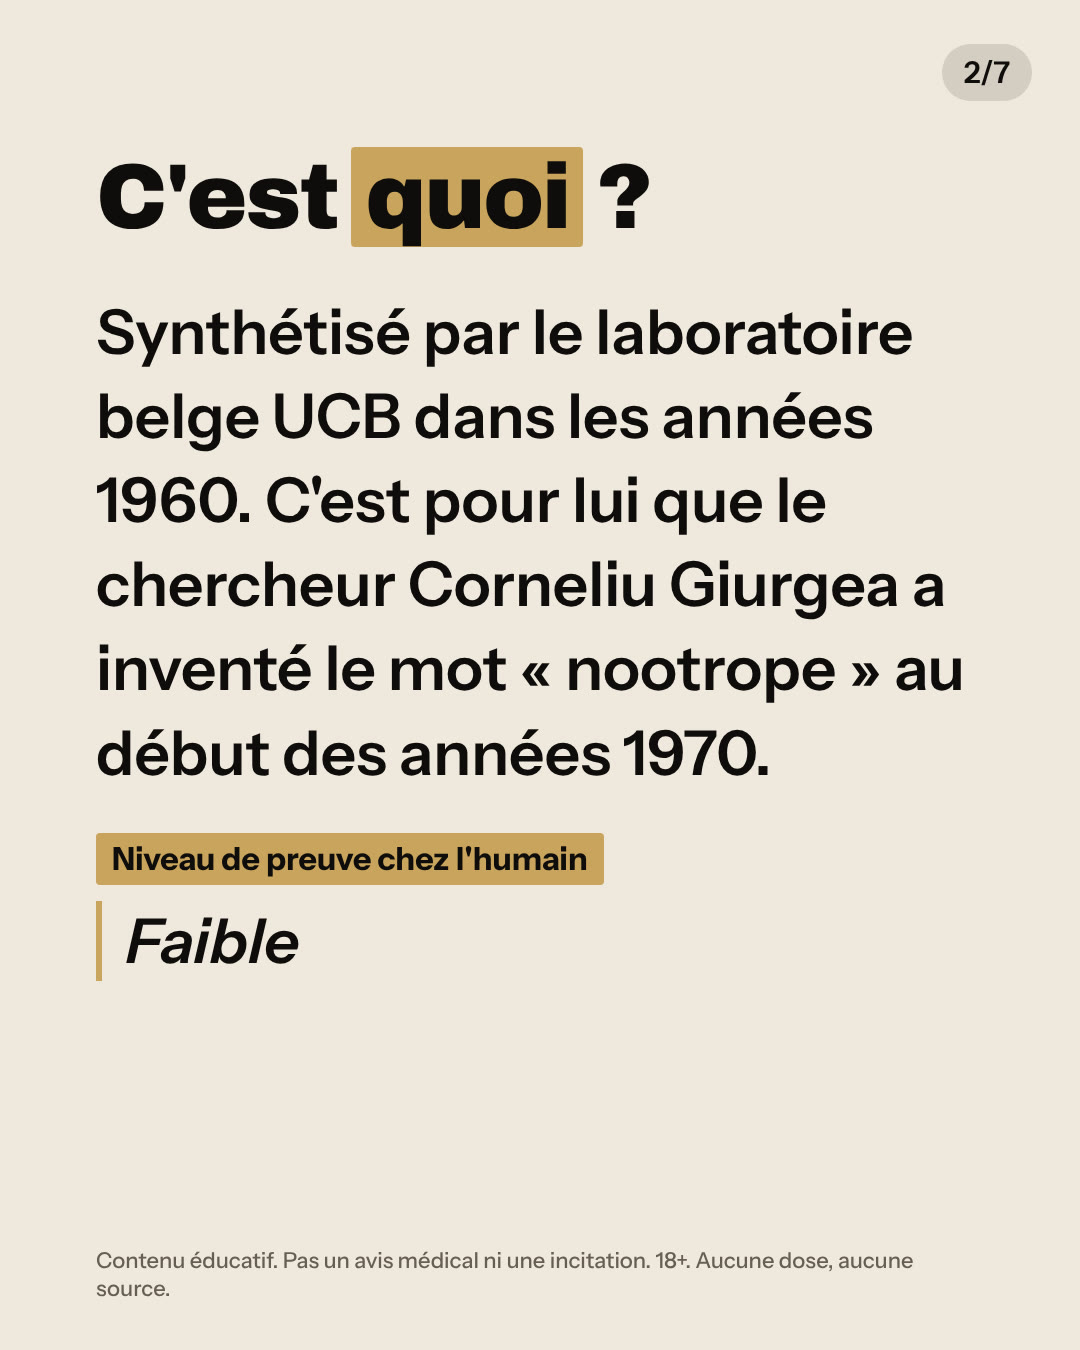 2/7
C'est quoi ?
Synthétisé par le laboratoire
belge UCB dans les années
1960. C'est pour lui que le
chercheur Corneliu Giurgea a
inventé le mot « nootrope » au
début des années 1970.
Niveau de preuve chez l'humain
Faible
Contenu éducatif. Pas un avis médical ni une incitation. 18+. Aucune dose, aucune
source.